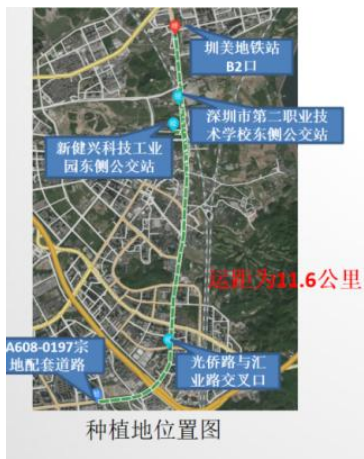 圳美地铁站
B2口
深圳市第二职业技
术学校东侧公交站
新健兴科技工业
园东侧公交站
运距为11.6公里
A608-0197宗
地配套道路
光侨路与汇
业路交叉口
种植地位置图